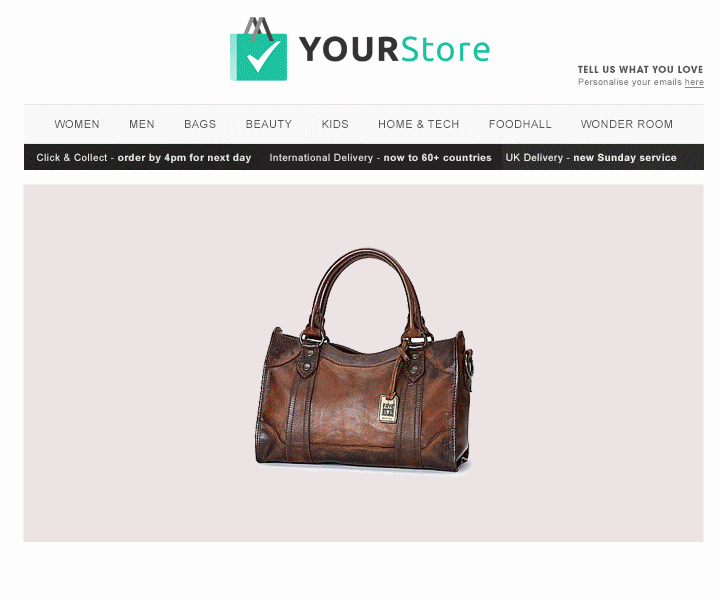 YOURStore
TELL US WHAT YOU LOVE
Personalise your emails here
WOMEN MEN BAGS BEAUTY KIDS HOME & TECH FOODHALL WONDER ROOM
Click & Collect - order by 4pm for next day International Delivery - now to 60+ countries UK Delivery - new Sunday service